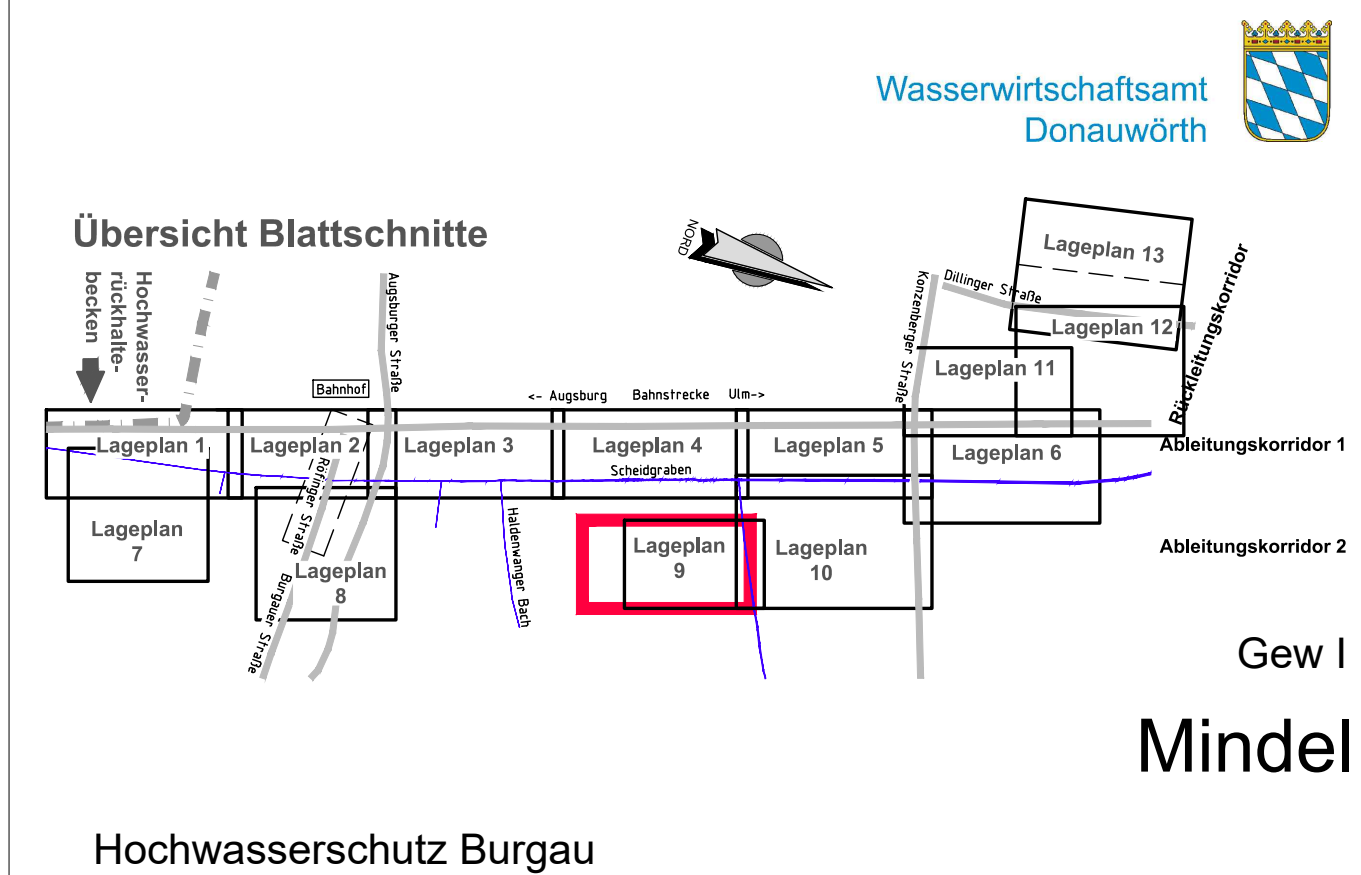 Wasserwirtschaftsamt
Donauwörth
Übersicht Blattschnitte
NORD
Hochwasser-
rückhalte-
becken
Augsburger Straße
Bahnhof
<- Augsburg Bahnstrecke Ulm->
Konzenberger Straße
Dillinger Straße
Lageplan 13
Lageplan 12
Lageplan 11
Rückleitungskorridor
Lageplan 1
Lageplan 2
Lageplan 3
Lageplan 4
Lageplan 5
Lageplan 6
Ableitungskorridor 1
Scheidgraben
Röfinger Straße
Haldenwanger Bach
Lageplan
7
Burgauer Straße
Lageplan
8
Lageplan
9
Lageplan
10
Ableitungskorridor 2
Gew I
Mindel
Hochwasserschutz Burgau